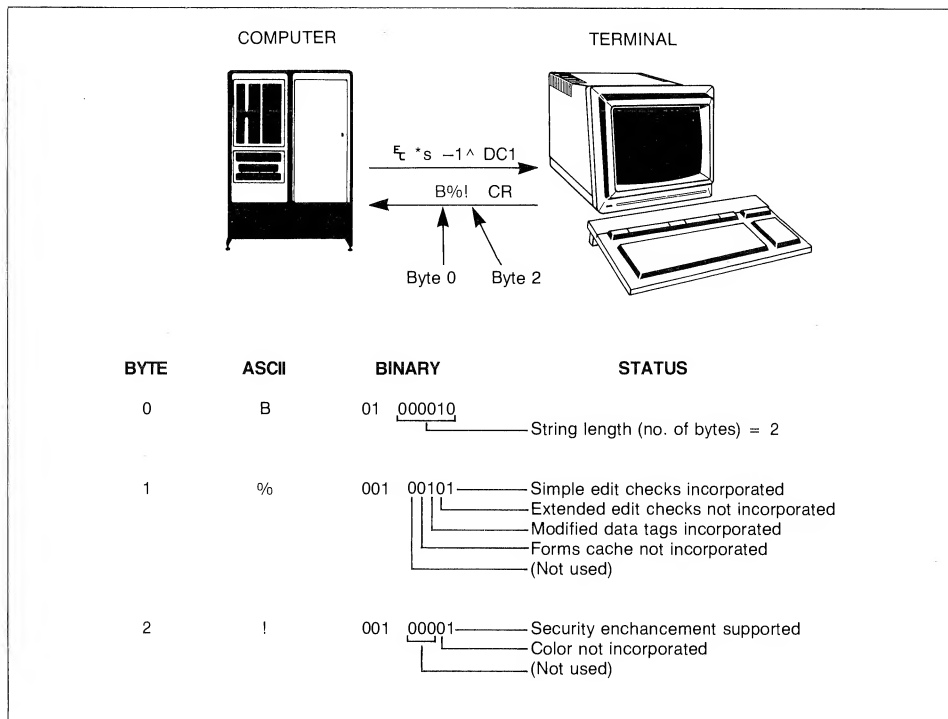 COMPUTER TERMINAL
␛ *s −1^ DC1
B%! CR
Byte 0 Byte 2
BYTE ASCII BINARY STATUS
0 B 01 000010
String length (no. of bytes) = 2
1 % 001 00101 Simple edit checks incorporated
Extended edit checks not incorporated
Modified data tags incorporated
Forms cache not incorporated
(Not used)
2 ! 001 00001 Security enchancement supported
Color not incorporated
(Not used)